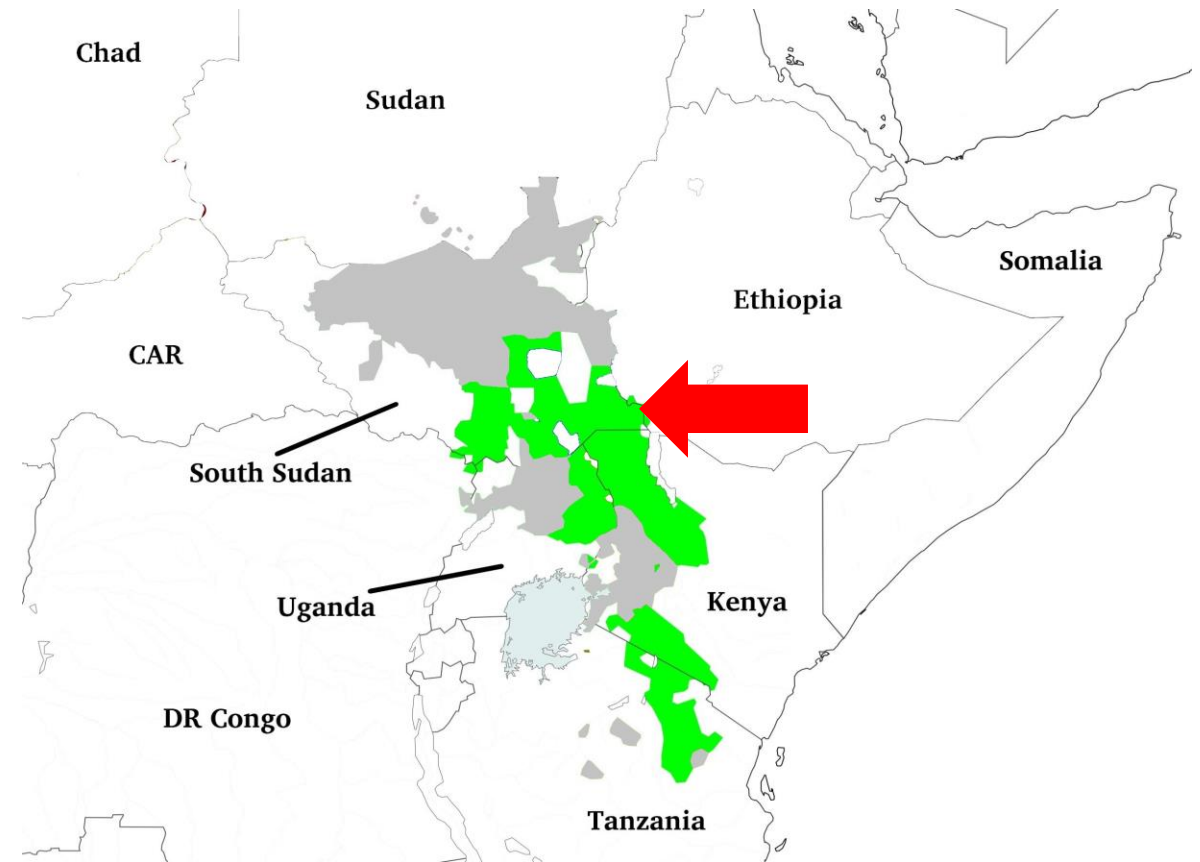 Chad
Sudan
Somalia
Ethiopia
CAR
South Sudan
Uganda
Kenya
DR Congo
Tanzania